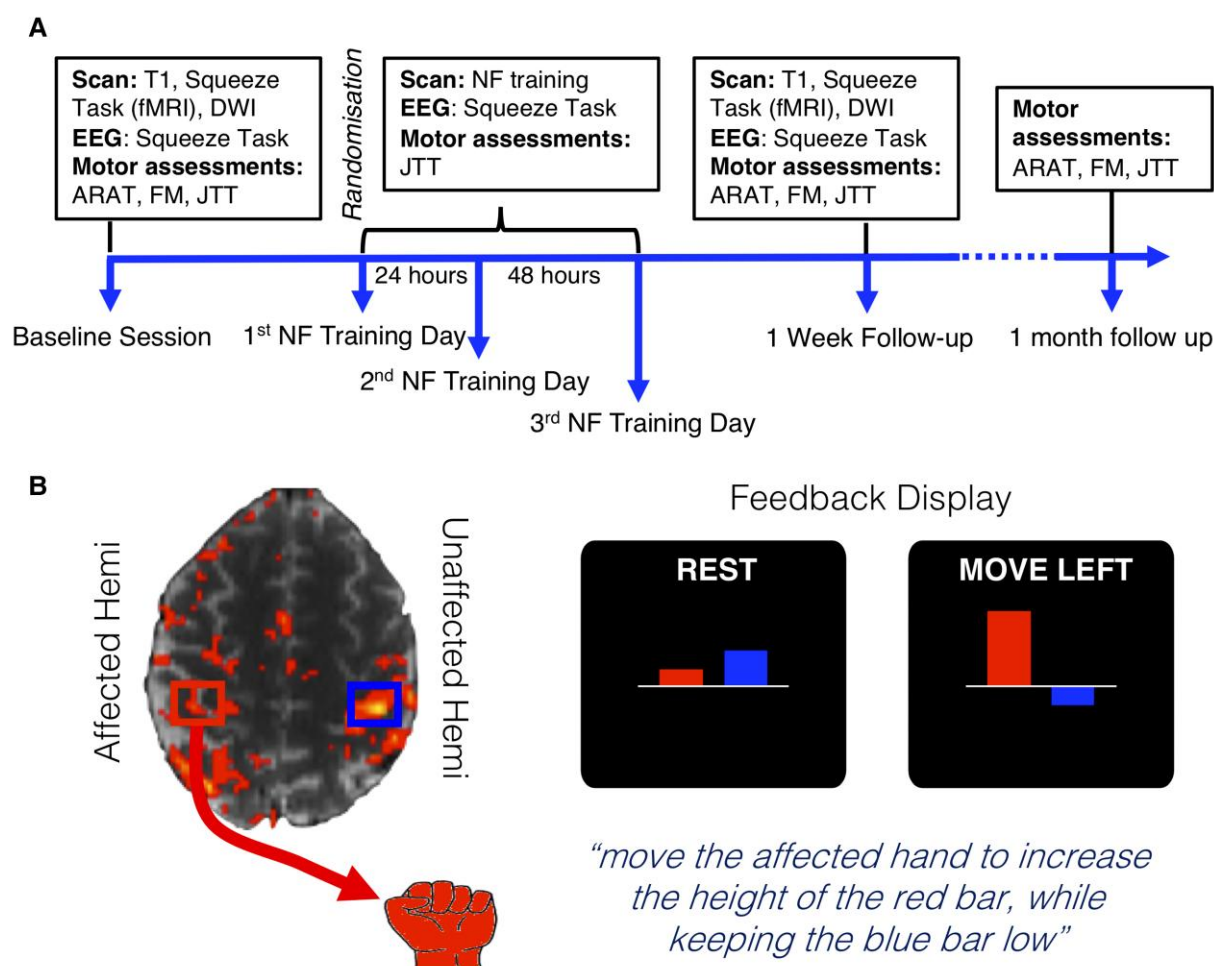 A
Scan: T1, Squeeze
Task (fMRI), DWI
EEG: Squeeze Task
Motor assessments:
ARAT, FM, JTT
Randomisation
Scan: NF training
EEG: Squeeze Task
Motor assessments:
JTT
Scan: T1, Squeeze
Task (fMRI), DWI
EEG: Squeeze Task
Motor assessments:
ARAT, FM, JTT
Motor
assessments:
ARAT, FM, JTT
24 hours
48 hours
Baseline Session
1st NF Training Day
2nd NF Training Day
3rd NF Training Day
1 Week Follow-up
1 month follow up
B
Affected Hemi
Unaffected Hemi
Feedback Display
REST
MOVE LEFT
“move the affected hand to increase
the height of the red bar, while
keeping the blue bar low”